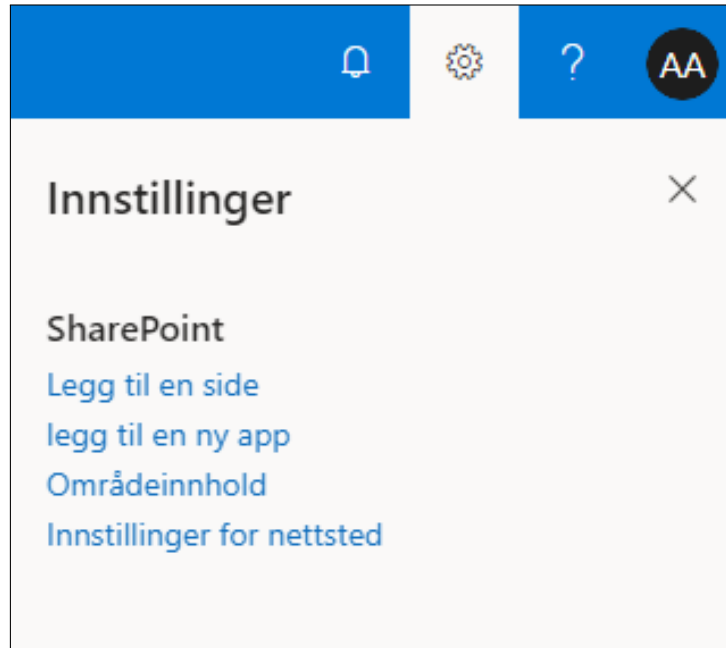 ? AA
Innstillinger
SharePoint
Legg til en side
legg til en ny app
Områdeinnhold
Innstillinger for nettsted